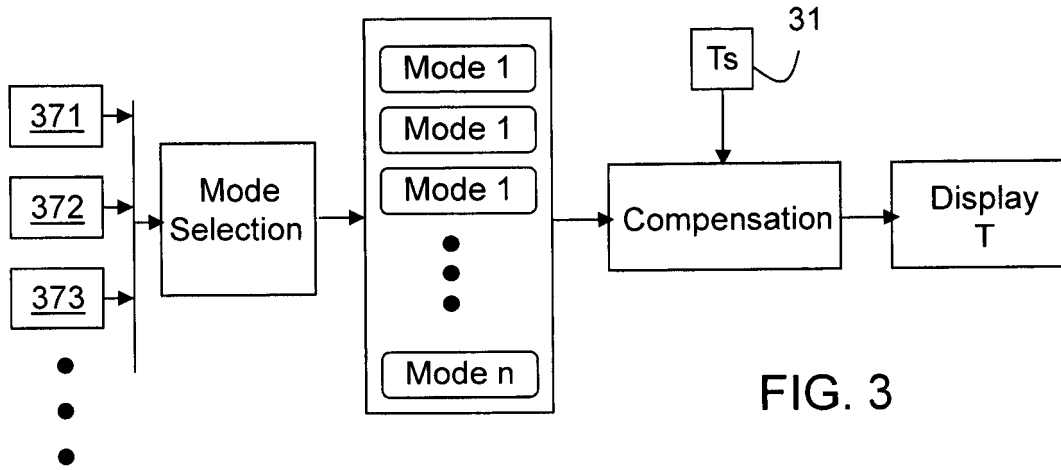 31
Ts
371
372
373
Mode
Selection
Mode 1
Mode 1
Mode 1
Mode n
Compensation
Display
T
FIG. 3